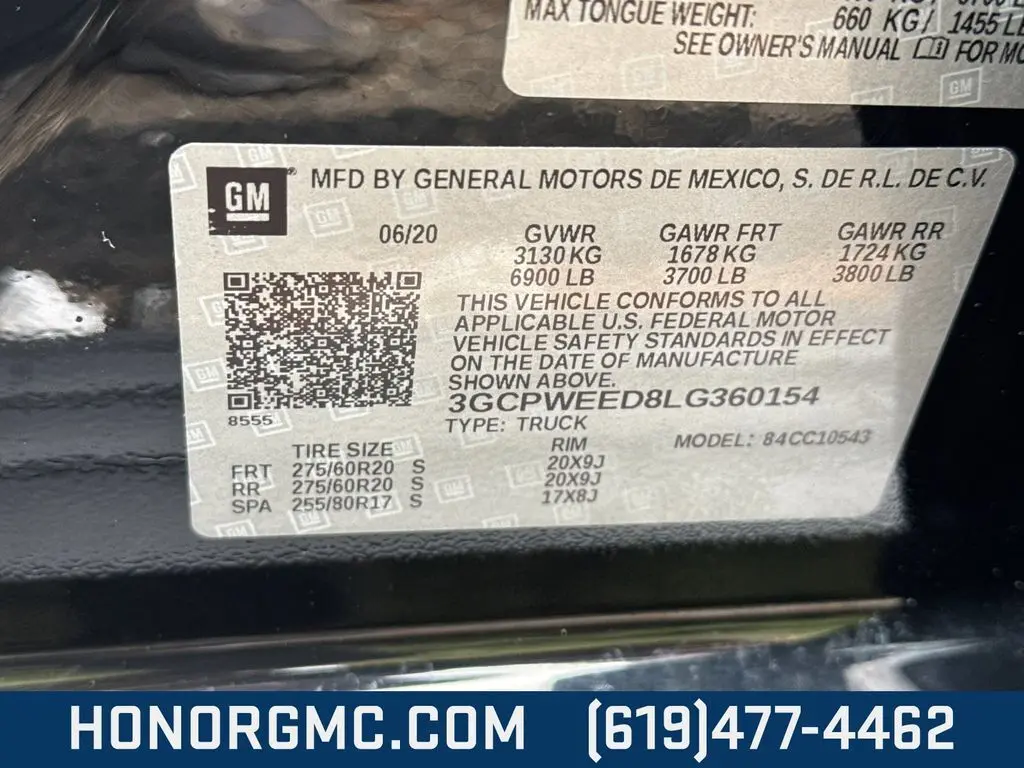 MAX TONGUE WEIGHT: 660 KG/ 1455 LB
SEE OWNER'S MANUAL FOR MO
GM
MFD BY GENERAL MOTORS DE MEXICO, S. DE R.L. DE C.V.
06/20 GVWR GAWR FRT GAWR RR
3130 KG 1678 KG 1724 KG
6900 LB 3700 LB 3800 LB
THIS VEHICLE CONFORMS TO ALL
APPLICABLE U.S. FEDERAL MOTOR
VEHICLE SAFETY STANDARDS IN EFFECT
ON THE DATE OF MANUFACTURE
SHOWN ABOVE.
3GCPWEED8LG360154
8555
TYPE: TRUCK MODEL: 84CC10543
TIRE SIZE RIM
FRT 275/60R20 S 20X9J
RR 275/60R20 S 20X9J
SPA 255/80R17 S 17X8J
HONORGMC.COM (619)477-4462